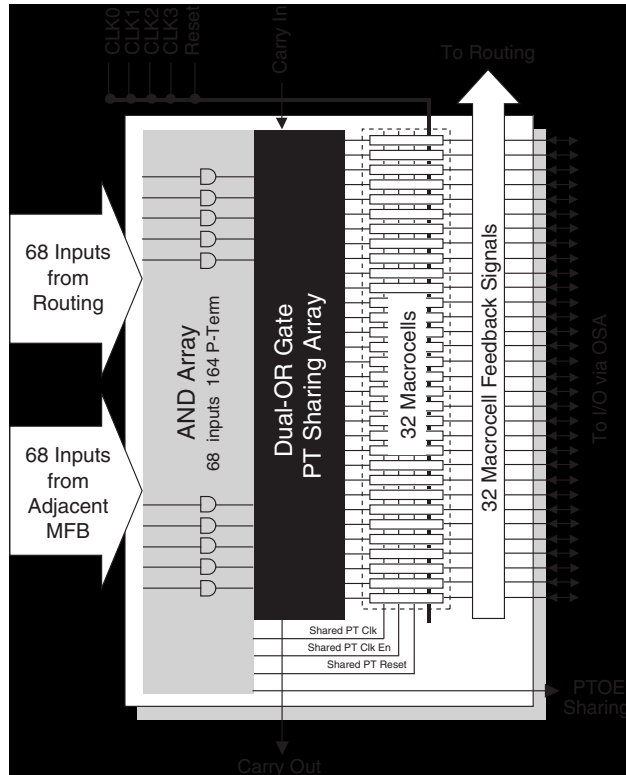 CLK0
CLK1
CLK2
CLK3
Reset
Carry In
To Routing
68 Inputs
from
Routing
68 Inputs
from
Adjacent
MFB
AND Array
68 inputs 164 P-Term
Dual-OR Gate
PT Sharing Array
32 Macrocells
32 Macrocell Feedback Signals
To I/O via OSA
Shared PT Clk
Shared PT Clk En
Shared PT Reset
PTOE
Sharing
Carry Out